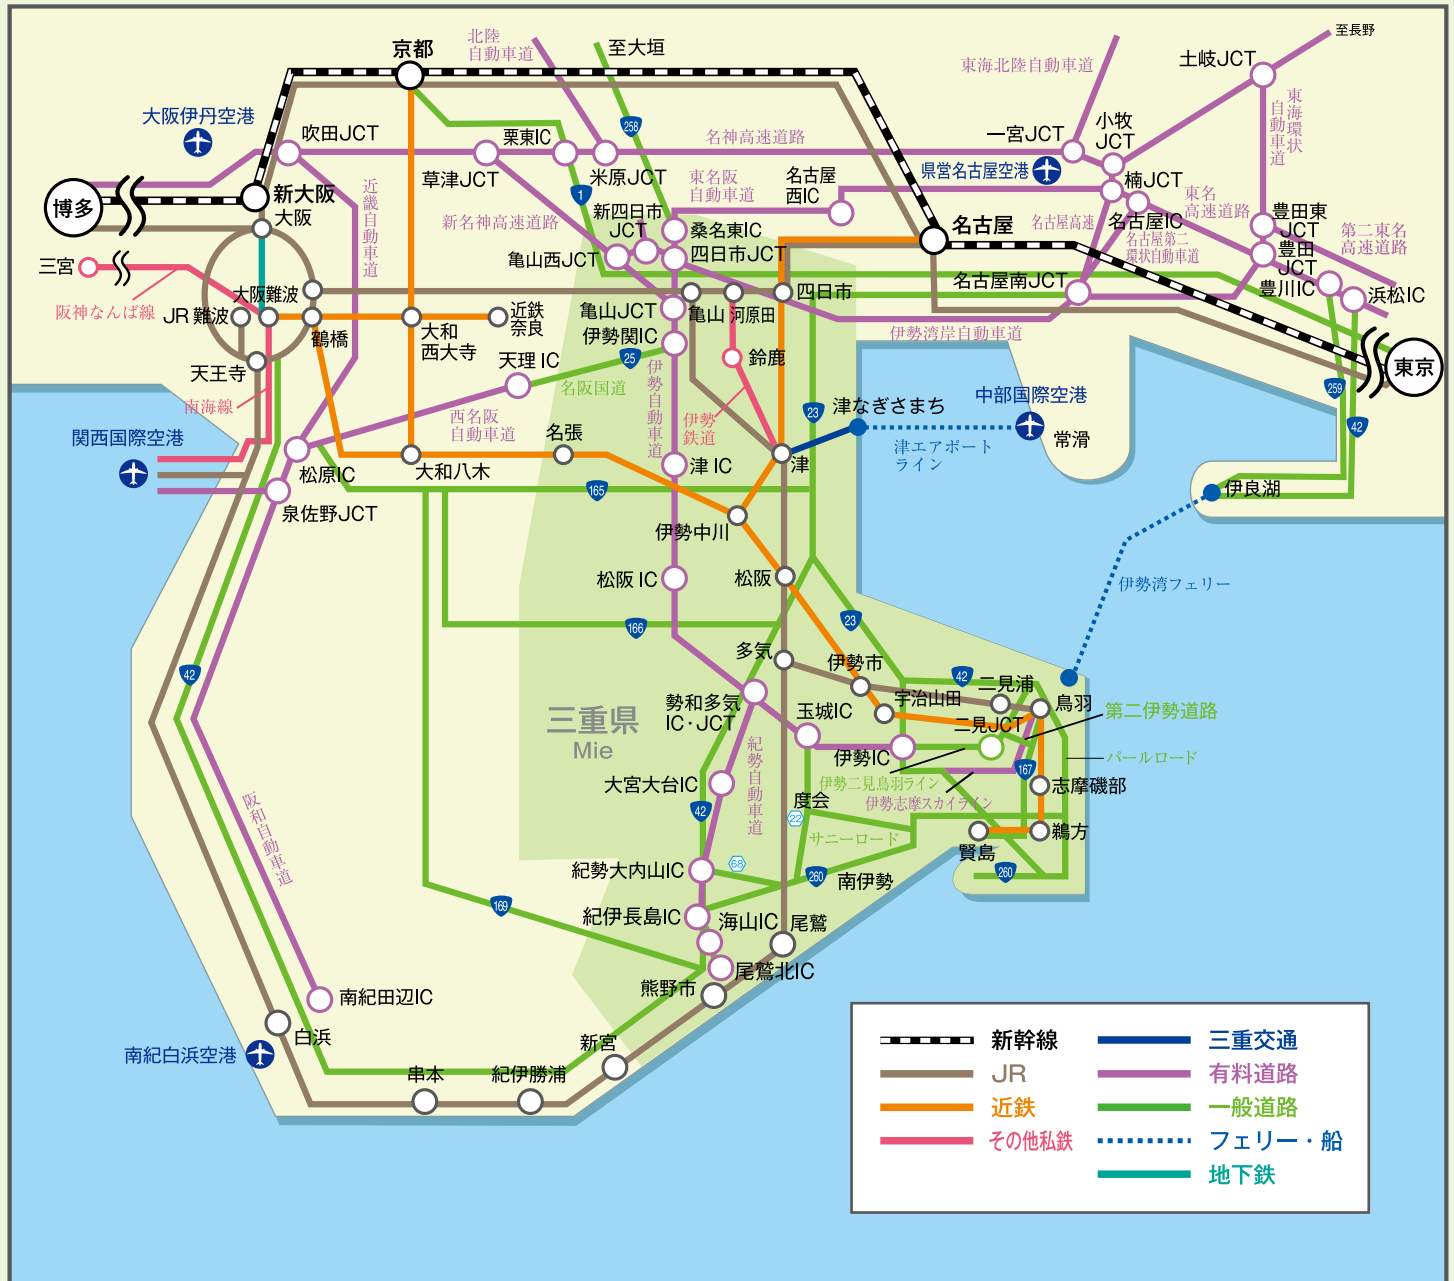 北陸
自動車道
至大垣
京都
至長野
土岐JCT
東海北陸自動車道
東海環状
自動車道
大阪伊丹空港
吹田JCT
栗東IC
258
名神高速道路
一宮JCT
小牧
JCT
県営名古屋空港
草津JCT
米原JCT
東名阪
自動車道
名古屋
西IC
楠JCT
博多
新大阪
大阪
近畿自動車道
1
新名神高速道路
新四日市
JCT
桑名東IC
四日市JCT
亀山西JCT
名古屋
名古屋高速
名古屋IC
東名
高速道路
名古屋第二
環状自動車道
豊田東
JCT
豊田
JCT
第二東名
高速道路
三宮
阪神なんば線
大阪難波
JR 難波
鶴橋
大和
西大寺
近鉄
奈良
亀山JCT
亀山
河原田
四日市
名古屋南JCT
豊川IC
浜松IC
伊勢湾岸自動車道
伊勢関IC
25
天理 IC
名阪国道
鈴鹿
天王寺
南海線
東京
259
42
伊勢自動車道
伊勢
鉄道
23
津なぎさまち
中部国際空港
常滑
津エアポート
ライン
関西国際空港
西名阪
自動車道
名張
大和八木
松原IC
泉佐野JCT
津 IC
津
165
伊良湖
伊勢中川
松阪 IC
松阪
伊勢湾フェリー
166
23
多気
伊勢市
42
二見浦
宇治山田
鳥羽
第二伊勢道路
42
三重県
Mie
勢和多気
IC・JCT
玉城IC
二見JCT
伊勢IC
パールロード
紀勢自動車道
伊勢二見鳥羽ライン
167
志摩磯部
伊勢志摩スカイライン
大宮大台IC
42
度会
22
サニーロード
鵜方
賢島
阪和自動車道
紀勢大内山IC
68
260
南伊勢
260
169
紀伊長島IC
海山IC
尾鷲
尾鷲北IC
熊野市
南紀田辺IC
白浜
南紀白浜空港
新宮
串本
紀伊勝浦
新幹線
三重交通
JR
有料道路
近鉄
一般道路
その他私鉄
フェリー・船
地下鉄